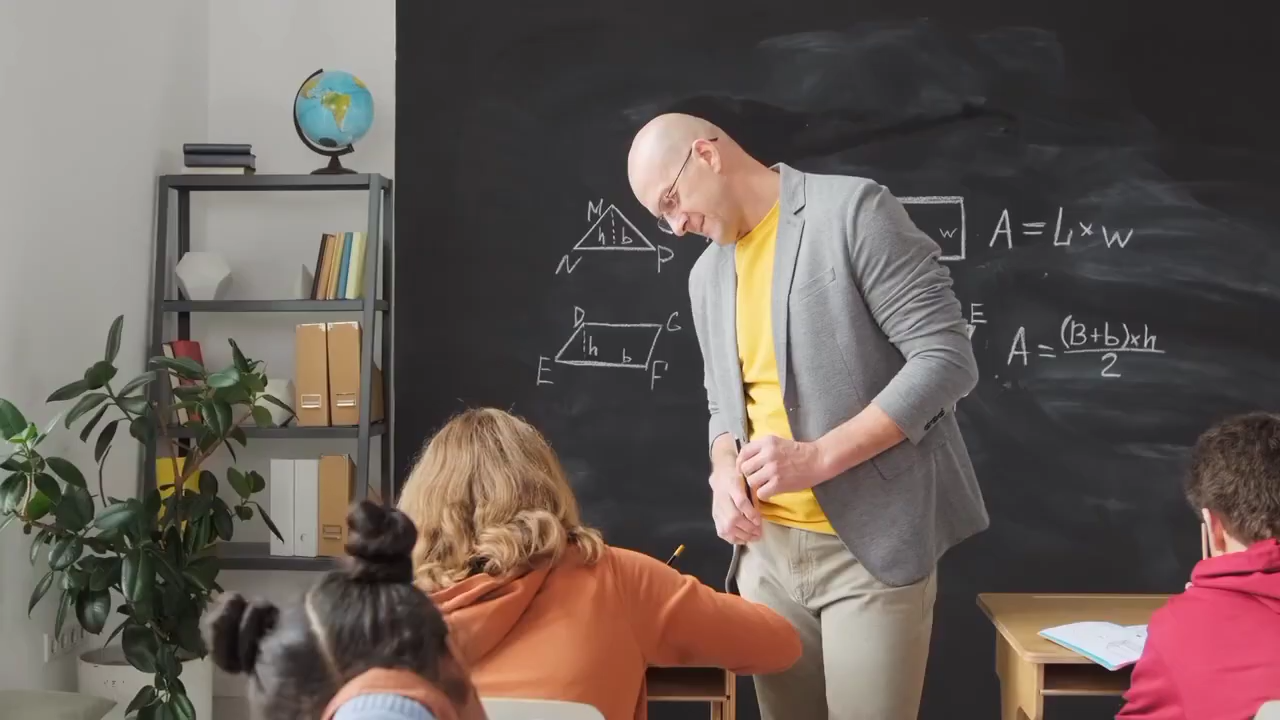 M
h b
N P
D G
h b
E F
w
A = L × w
E
A = (B+b)×h / 2